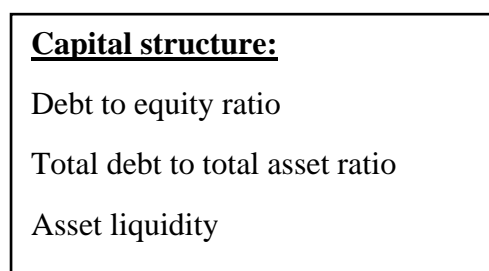 Capital structure:
Debt to equity ratio
Total debt to total asset ratio
Asset liquidity